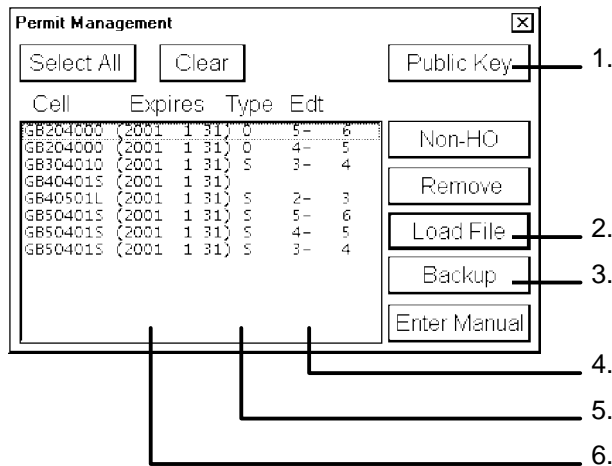 Permit Management
Select All Clear Public Key 1.
Cell Expires Type Edt
GB204000 (2001 1 31) 0 5- 6
GB204000 (2001 1 31) 0 4- 5
GB304010 (2001 1 31) S 3- 4
GB40401S (2001 1 31)
GB40501L (2001 1 31) S 2- 3
GB50401S (2001 1 31) S 5- 6
GB50401S (2001 1 31) S 4- 5
GB50401S (2001 1 31) S 3- 4
Non-HO
Remove
Load File 2.
Backup 3.
Enter Manual
4.
5.
6.